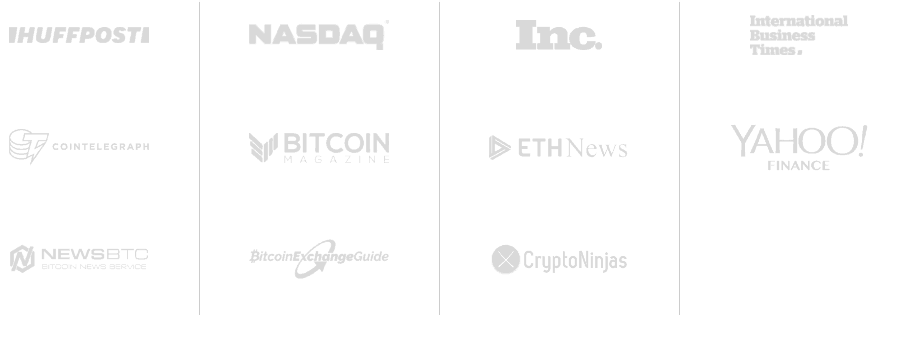 HUFFPOST
NASDAQ
Inc.
International
Business
Times.
COINTELEGRAPH
BITCOIN
MAGAZINE
ETHNews
YAHOO!
FINANCE
NEWSBTC
BITCOIN NEWS SERVICE
BitcoinExchangeGuide
CryptoNinjas